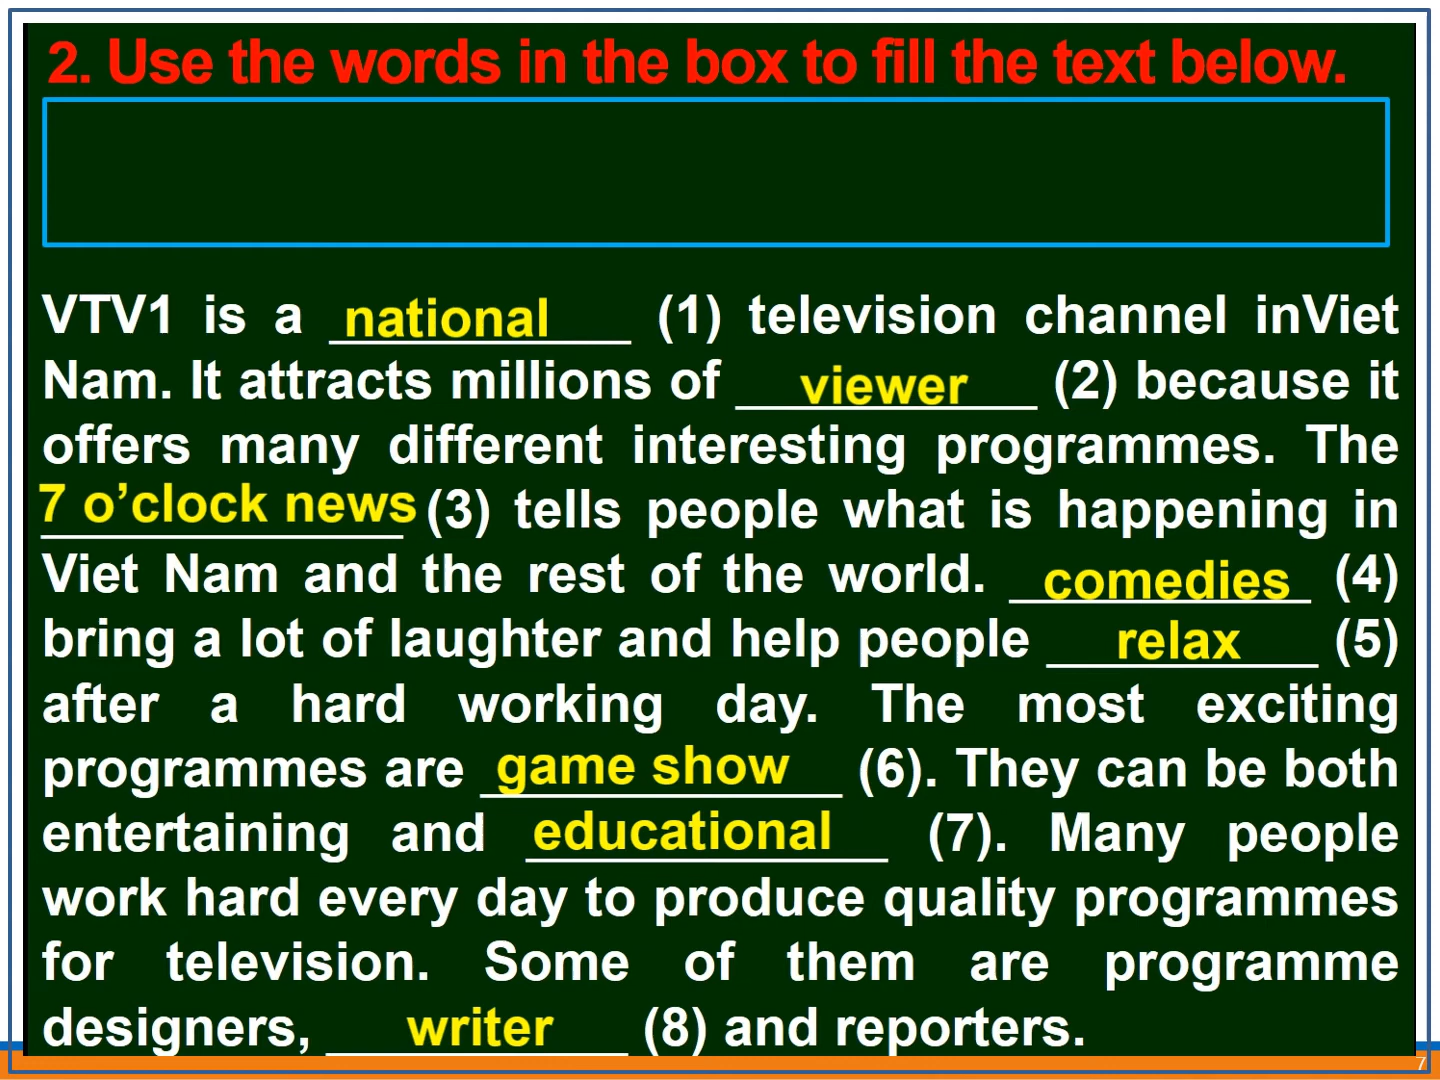 2. Use the words in the box to fill the text below.
VTV1 is a national (1) television channel inViet
Nam. It attracts millions of viewer (2) because it
offers many different interesting programmes. The
7 o’clock news (3) tells people what is happening in
Viet Nam and the rest of the world. comedies (4)
bring a lot of laughter and help people relax (5)
after a hard working day. The most exciting
programmes are game show (6). They can be both
entertaining and educational (7). Many people
work hard every day to produce quality programmes
for television. Some of them are programme
designers, writer (8) and reporters.
7